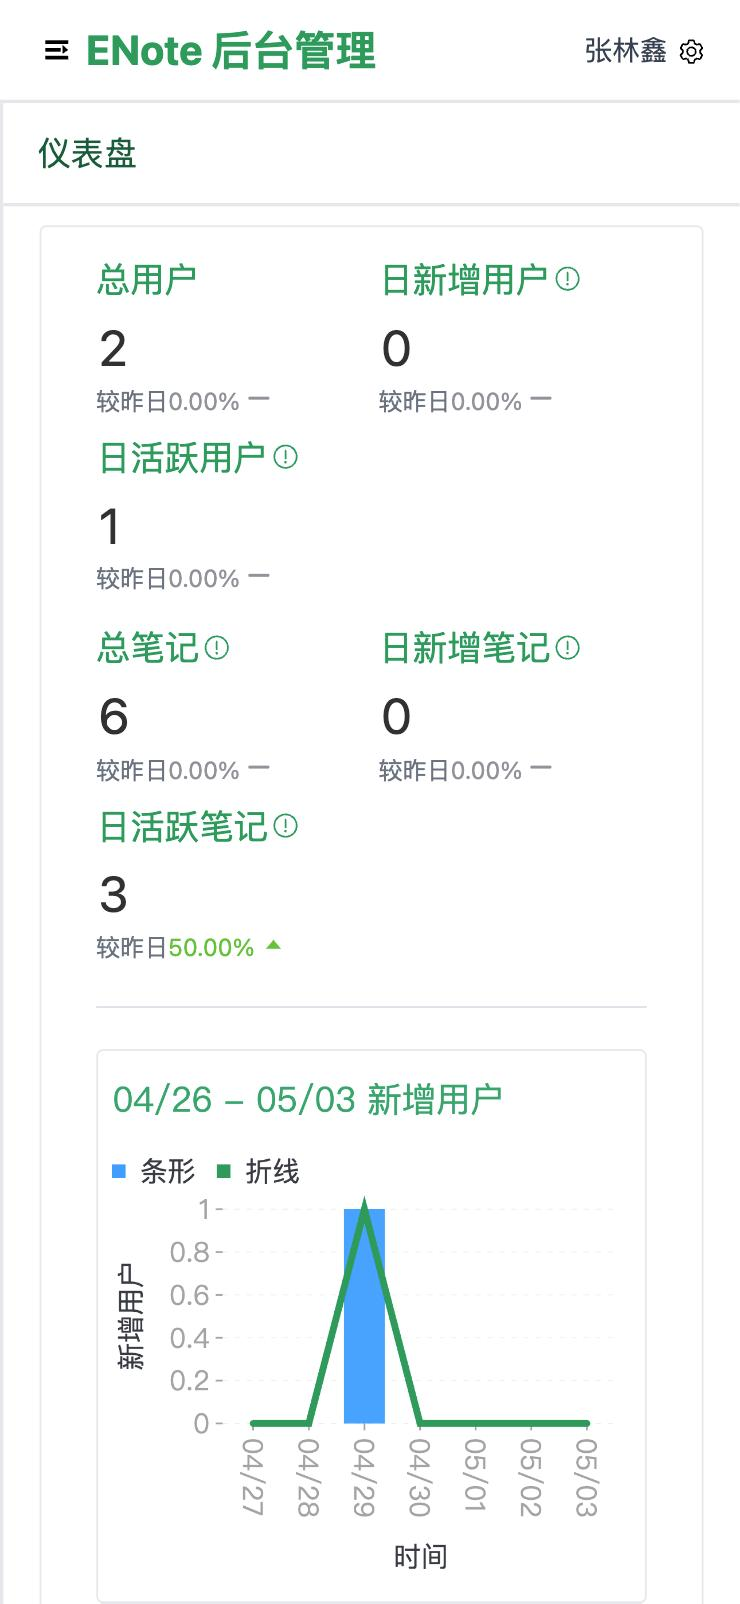 ENote 后台管理
张林鑫
仪表盘
总用户
日新增用户
2
0
较昨日0.00%
较昨日0.00%
日活跃用户
1
较昨日0.00%
总笔记
日新增笔记
6
0
较昨日0.00%
较昨日0.00%
日活跃笔记
3
较昨日50.00%
04/26 – 05/03 新增用户
条形 折线
新增用户
1
0.8
0.6
0.4
0.2
0
04/27
04/28
04/29
04/30
05/01
05/02
05/03
时间